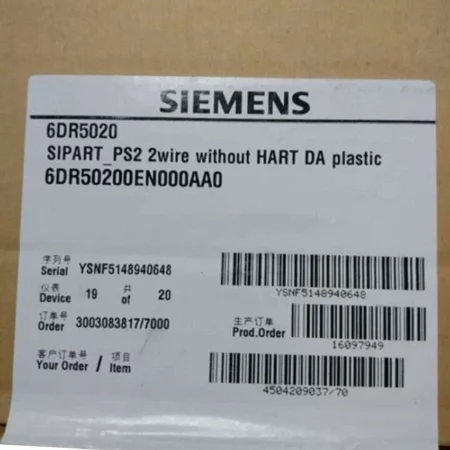 SIEMENS
6DR5020
SIPART_PS2 2wire without HART DA plastic
6DR50200EN000AA0
序列号
Serial YSNF5148940648
YSNF5148940648
仪表 共
Device 19 of 20
订单号 生产订单
Order 3003083817/7000 Prod.Order
16097949
客户订单号 / 项目
Your Order / Item
4504209037/70